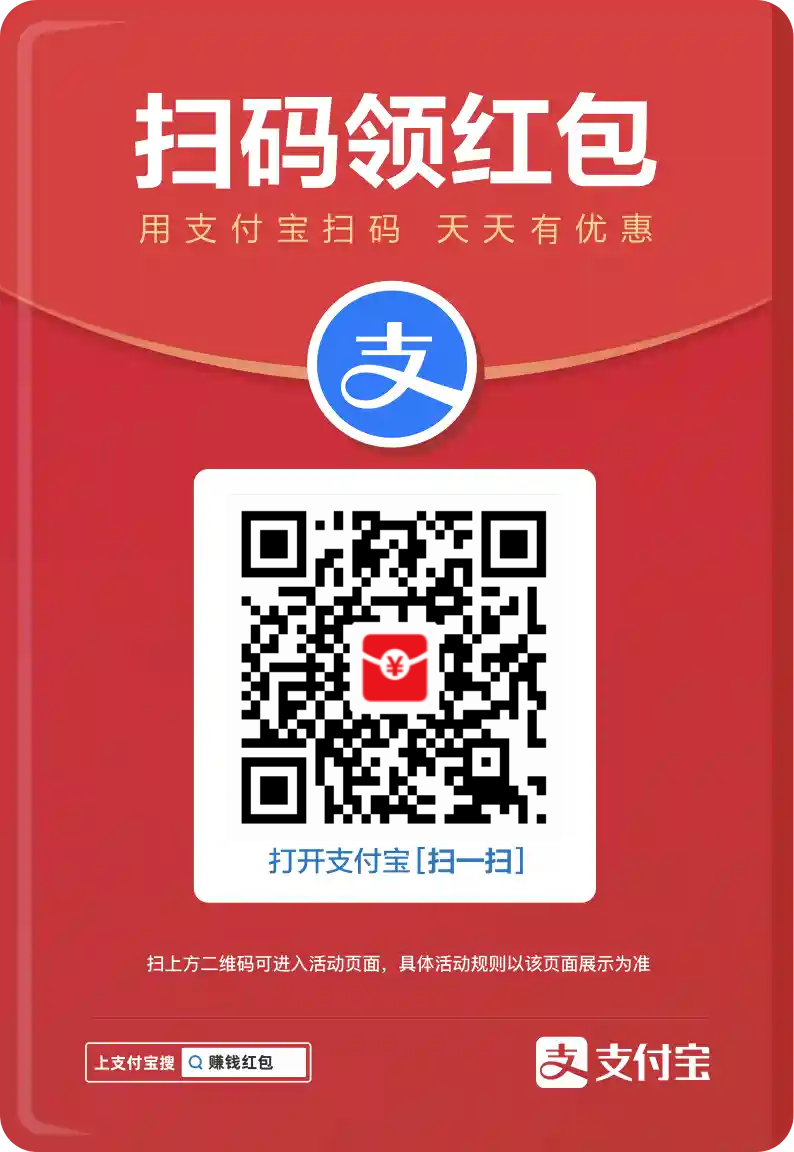 扫码领红包
用支付宝扫码 天天有优惠
支
¥
打开支付宝[扫一扫]
扫上方二维码可进入活动页面，具体活动规则以该页面展示为准
上支付宝搜 赚钱红包
支 支付宝